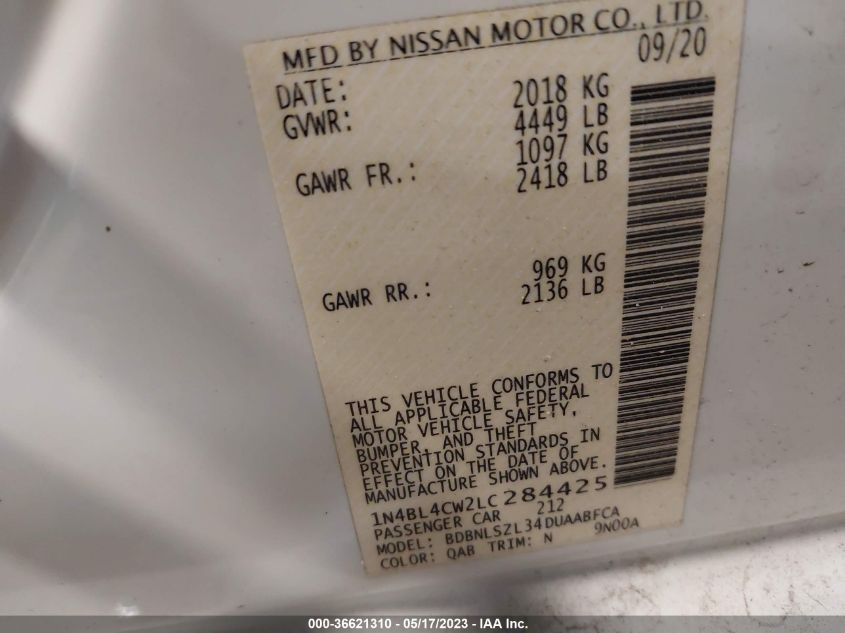 MFD BY NISSAN MOTOR CO., LTD.
DATE: 09/20
GVWR: 2018 KG
4449 LB
GAWR FR.: 1097 KG
2418 LB
GAWR RR.: 969 KG
2136 LB
THIS VEHICLE CONFORMS TO
ALL APPLICABLE FEDERAL
MOTOR VEHICLE SAFETY,
BUMPER, AND THEFT
PREVENTION STANDARDS IN
EFFECT ON THE DATE OF
MANUFACTURE SHOWN ABOVE.
1N4BL4CW2LC284425
PASSENGER CAR 212
MODEL: BDBNLSZL34DUAABFCA
COLOR: QAB TRIM: N 9N00A
000-36621310 - 05/17/2023 - IAA Inc.